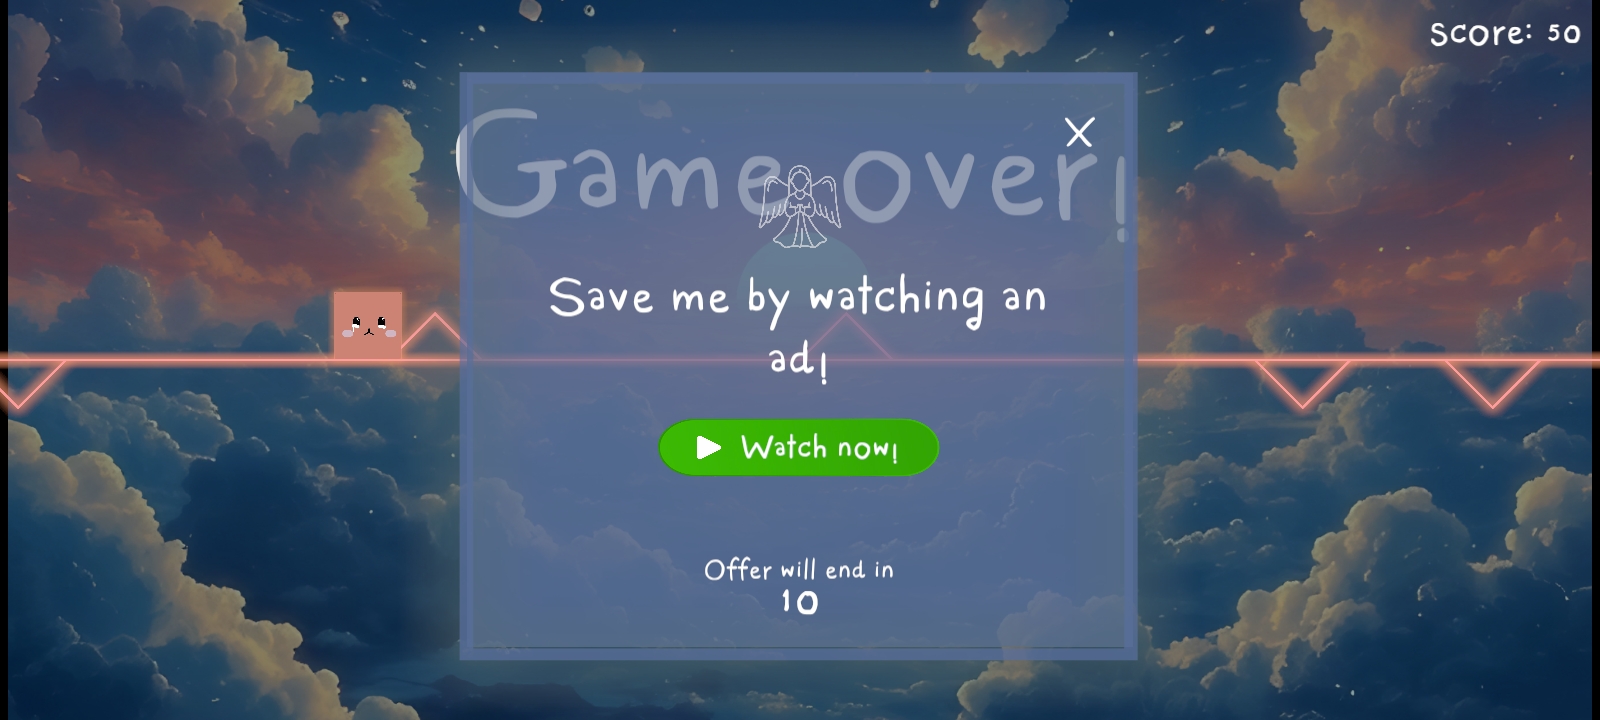 Score: 50
Game over!
Save me by watching an
ad!
Watch now!
Offer will end in
10